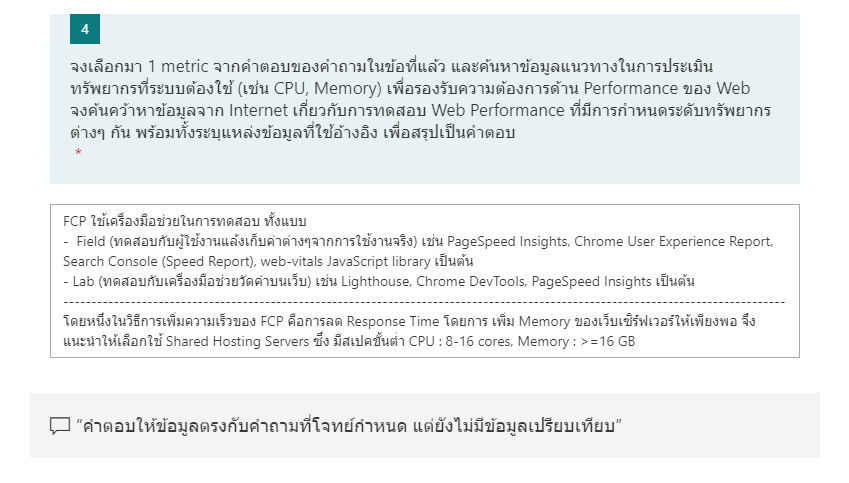 4
จงเลือกมา 1 metric จากคำตอบของคำถามในข้อที่แล้ว และค้นหาข้อมูลแนวทางในการประเมิน
ทรัพยากรที่ระบบต้องใช้ (เช่น CPU, Memory) เพื่อรองรับความต้องการด้าน Performance ของ Web
จงค้นคว้าหาข้อมูลจาก Internet เกี่ยวกับการทดสอบ Web Performance ที่มีการกำหนดระดับทรัพยากร
ต่างๆ กัน พร้อมทั้งระบุแหล่งข้อมูลที่ใช้อ้างอิง เพื่อสรุปเป็นคำตอบ
*
FCP ใช้เครื่องมือช่วยในการทดสอบ ทั้งแบบ
- Field (ทดสอบกับผู้ใช้งานแล้งเก็บค่าต่างๆจากการใช้งานจริง) เช่น PageSpeed Insights, Chrome User Experience Report,
Search Console (Speed Report), web-vitals JavaScript library เป็นต้น
- Lab (ทดสอบกับเครื่องมือช่วยวัดค่าบนเว็บ) เช่น Lighthouse, Chrome DevTools, PageSpeed Insights เป็นต้น
------------------------------------------------------------------------------------------------
โดยหนึ่งในวิธีการเพิ่มความเร็วของ FCP คือการลด Response Time โดยการ เพิ่ม Memory ของเว็บเซิร์ฟเวอร์ให้เพียงพอ จึง
แนะนำให้เลือกใช้ Shared Hosting Servers ซึ่ง มีสเปคขั้นต่ำ CPU : 8-16 cores, Memory : >=16 GB
"คำตอบให้ข้อมูลตรงกับคำถามที่โจทย์กำหนด แต่ยังไม่มีข้อมูลเปรียบเทียบ"